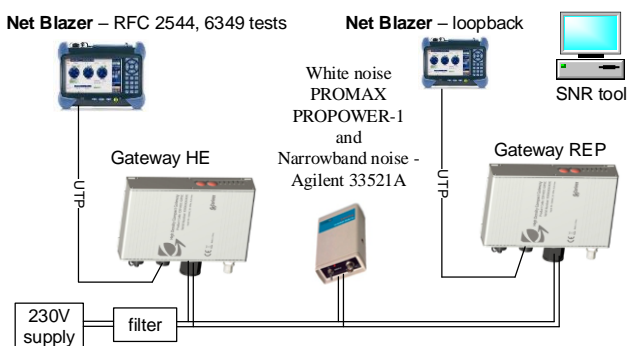 Net Blazer – RFC 2544, 6349 tests
Net Blazer – loopback
SNR tool
White noise
PROMAX
PROPOWER-1
and
Narrowband noise -
Agilent 33521A
Gateway HE
Gateway REP
UTP
UTP
230V
supply
filter